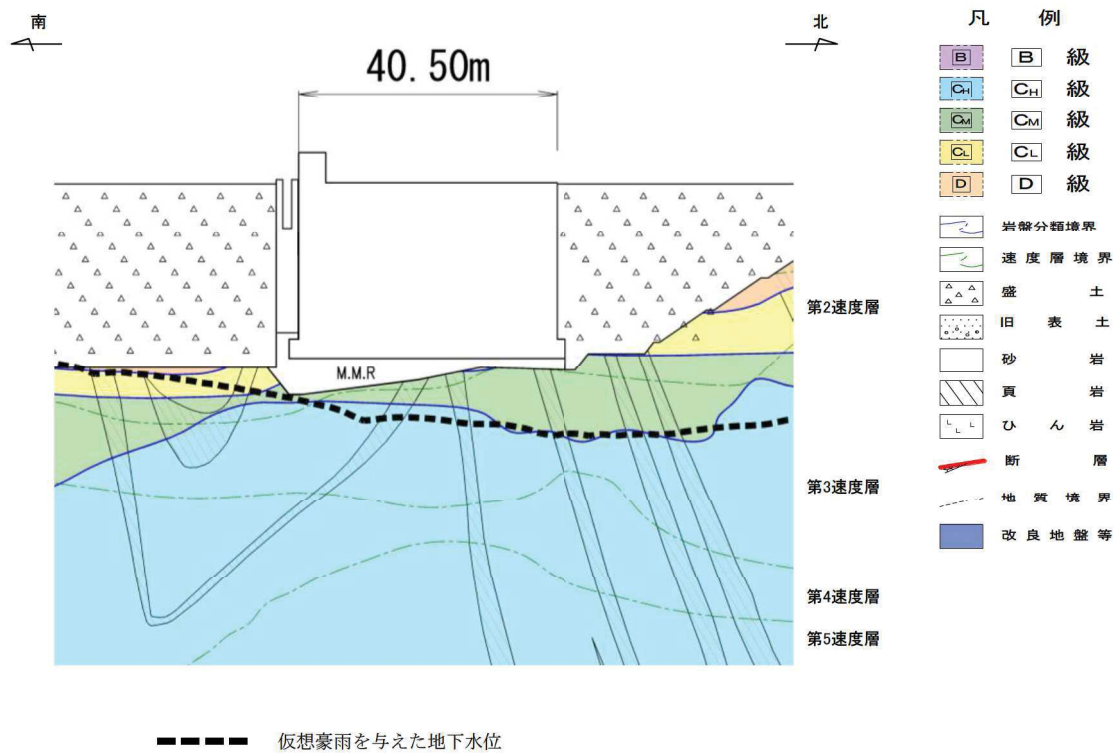 南
北
40.50m
M.M.R
第2速度層
第3速度層
第4速度層
第5速度層
仮想豪雨を与えた地下水位
凡 例
B B 級
CH CH 級
CM CM 級
CL CL 級
D D 級
岩盤分類境界
速度層境界
盛土
旧表土
砂岩
頁岩
ひん岩
断層
地質境界
改良地盤等